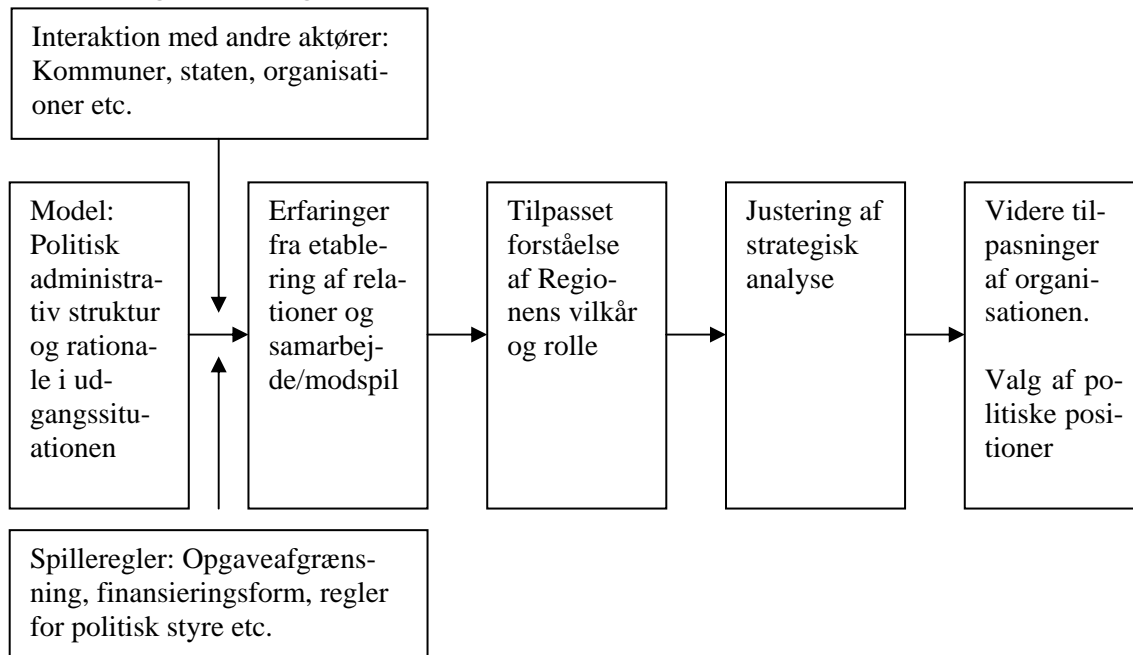 Interaktion med andre aktører:
Kommuner, staten, organisati-
oner etc.
Model:
Politisk
administra-
tiv struktur
og rationa-
le i ud-
gangssitu-
ationen
Erfaringer
fra etable-
ring af rela-
tioner og
samarbej-
de/modspil
Tilpasset
forståelse
af Regio-
nens vilkår
og rolle
Justering af
strategisk
analyse
Videre til-
pasninger
af organi-
sationen.
Valg af po-
litiske posi-
tioner
Spilleregler: Opgaveafgræns-
ning, finansieringsform, regler
for politisk styre etc.